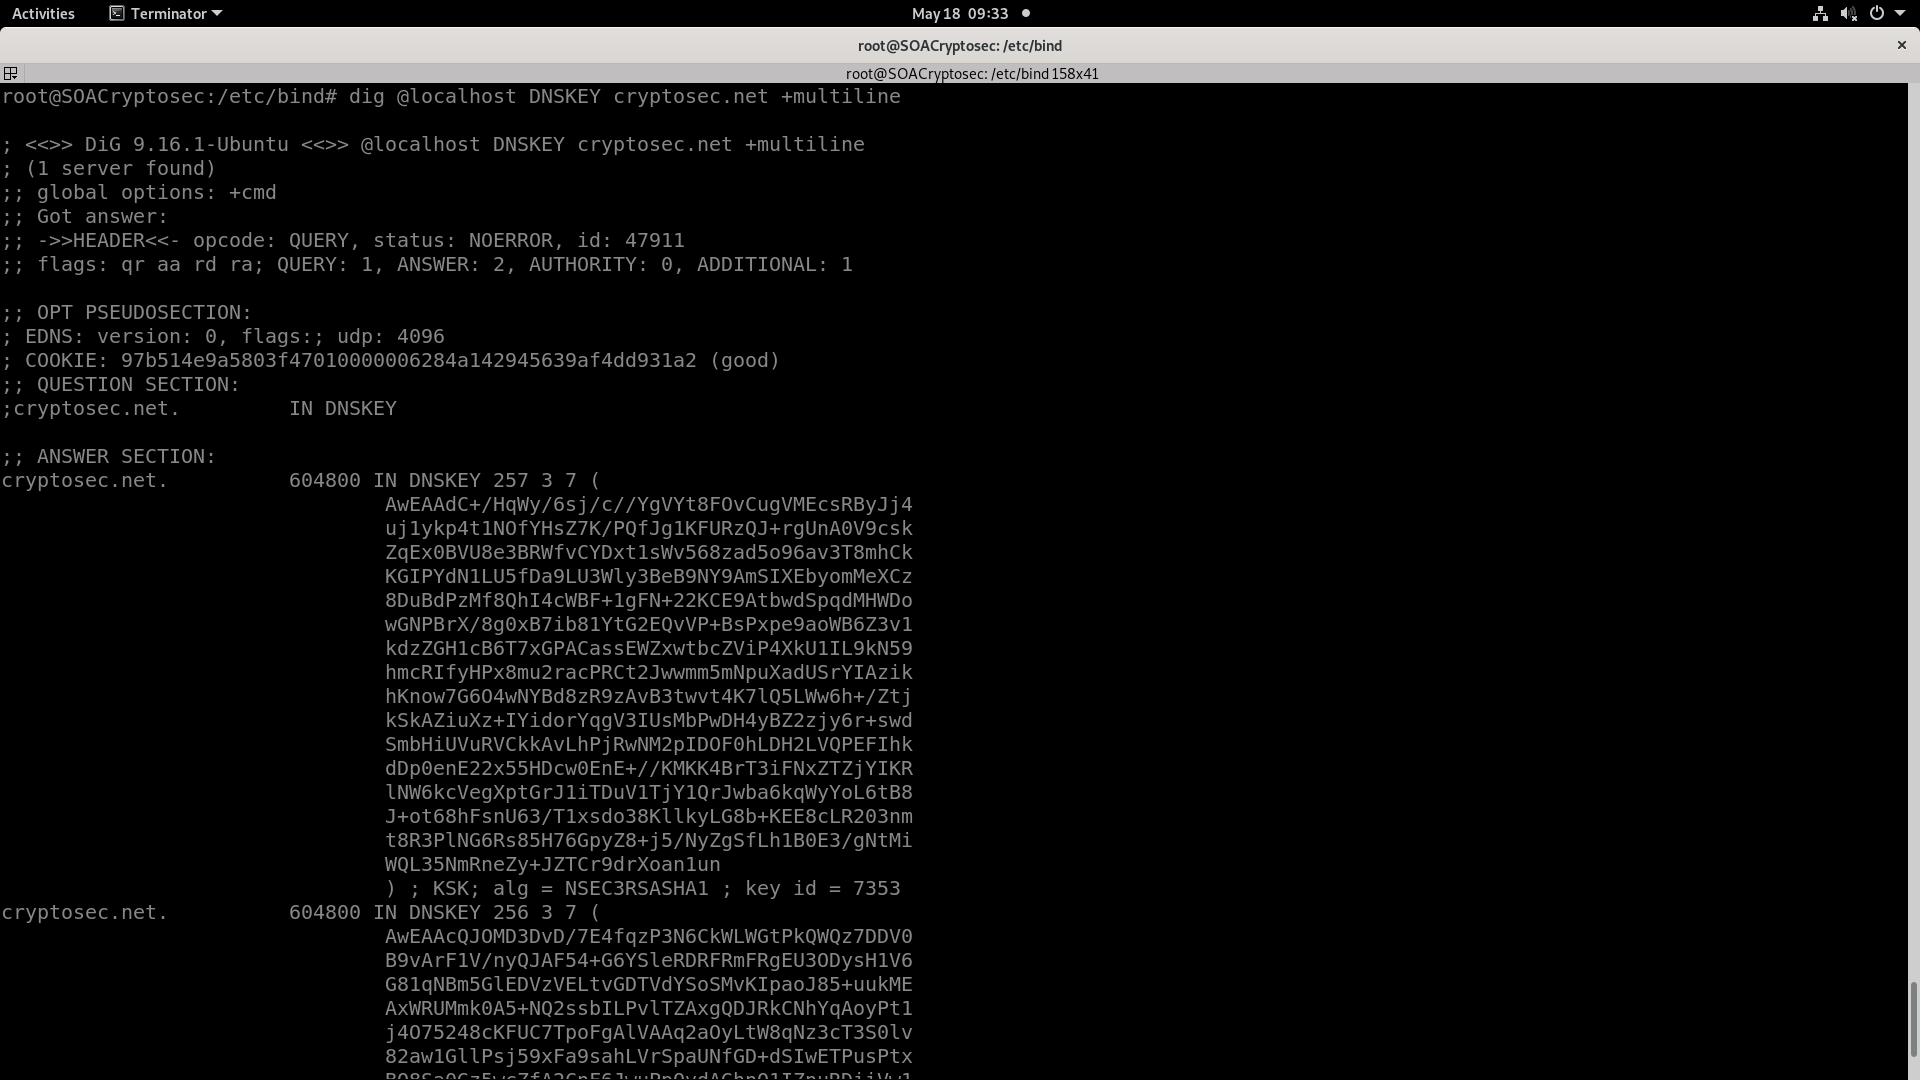 Activities Terminator May 18 09:33
root@SOACryptosec: /etc/bind
root@SOACryptosec: /etc/bind 158x41
root@SOACryptosec:/etc/bind# dig @localhost DNSKEY cryptosec.net +multiline
; <<>> DiG 9.16.1-Ubuntu <<>> @localhost DNSKEY cryptosec.net +multiline
; (1 server found)
;; global options: +cmd
;; Got answer:
;; ->>HEADER<<- opcode: QUERY, status: NOERROR, id: 47911
;; flags: qr aa rd ra; QUERY: 1, ANSWER: 2, AUTHORITY: 0, ADDITIONAL: 1
;; OPT PSEUDOSECTION:
; EDNS: version: 0, flags:; udp: 4096
; COOKIE: 97b514e9a5803f47010000006284a142945639af4dd931a2 (good)
;; QUESTION SECTION:
;cryptosec.net. IN DNSKEY
;; ANSWER SECTION:
cryptosec.net. 604800 IN DNSKEY 257 3 7 (
AwEAAdC+/HqWy/6sj/c//YgVYt8FOvCugVMEcsRByJj4
uj1ykp4t1NOfYHsZ7K/PQfJg1KFURzQJ+rgUnA0V9csk
ZqEx0BVU8e3BRWfvCYDxt1sWv568zad5o96av3T8mhCk
KGIPYdN1LU5fDa9LU3Wly3BeB9NY9AmSIXEbyomMeXCz
8DuBdPzMf8QhI4cWBF+1gFN+22KCE9AtbwdSpqdMHWDo
wGNPBrX/8g0xB7ib81YtG2EQvVP+BsPxpe9aoWB6Z3v1
kdzZGH1cB6T7xGPACassEWZxwtbcZViP4XkU1IL9kN59
hmcRIfyHPx8mu2racPRCt2Jwwmm5mNpuXadUSrYIAzik
hKnow7G6O4wNYBd8zR9zAvB3twvt4K7lQ5LWw6h+/Ztj
kSkAZiuXz+IYidorYqgV3IUsMbPwDH4yBZ2zjy6r+swd
SmbHiUVuRVCkkAvLhPjRwNM2pIDOF0hLDH2LVQPEFIhk
dDp0enE22x55HDcw0EnE+//KMKK4BrT3iFNxZTZjYIKR
lNW6kcVegXptGrJ1iTDuV1TjY1QrJwba6kqWyYoL6tB8
J+ot68hFsnU63/T1xsdo38KllkyLG8b+KEE8cLR203nm
t8R3PlNG6Rs85H76GpyZ8+j5/NyZgSfLh1B0E3/gNtMi
WQL35NmRneZy+JZTCr9drXoan1un
) ; KSK; alg = NSEC3RSASHA1 ; key id = 7353
cryptosec.net. 604800 IN DNSKEY 256 3 7 (
AwEAAcQJOMD3DvD/7E4fqzP3N6CkWLWGtPkQWQz7DDV0
B9vArF1V/nyQJAF54+G6YSleRDRFRmFRgEU3ODysH1V6
G81qNBm5GlEDVzVELtvGDTVdYSoSMvKIpaoJ85+uukME
AxWRUMmk0A5+NQ2ssbILPvlTZAxgQDJRkCNhYqAoyPt1
j4O75248cKFUC7TpoFgAlVAAq2aOyLtW8qNz3cT3S0lv
82aw1GllPsj59xFa9sahLVrSpaUNfGD+dSIwETPusPtx